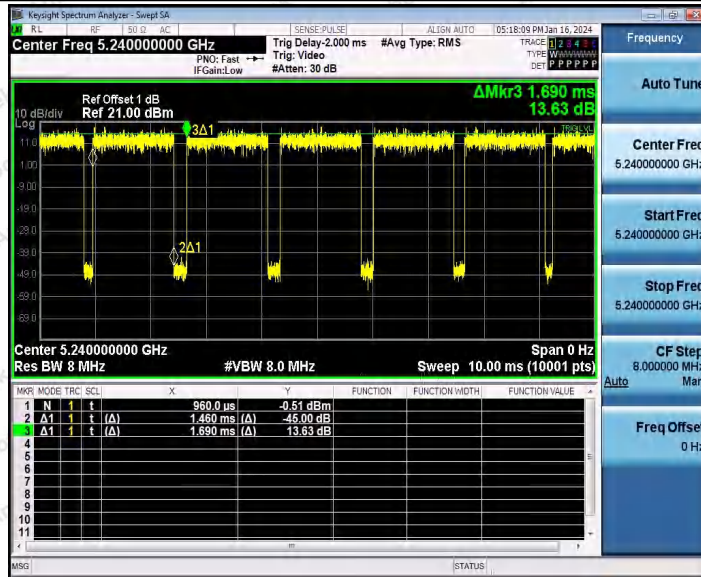 Keysight Spectrum Analyzer - Swept SA
RL RF 50 Ω AC SENSE:PULSE ALIGN AUTO 05:18:09 PM Jan 16, 2024
Center Freq 5.240000000 GHz
PNO: Fast
IFGain:Low
Trig Delay-2.000 ms
Trig: Video
#Atten: 30 dB
#Avg Type: RMS
TRACE 1 2 3 4 5 6
TYPE W
DET P P P P P P
Frequency
ΔMkr3 1.690 ms
13.63 dB
Ref Offset 1 dB
10 dB/div Ref 21.00 dBm
Log
TRIG LVL
3Δ1
11.0
1.00
-9.00
-19.0
-29.0
-39.0
2Δ1
-49.0
-59.0
-69.0
Center 5.240000000 GHz Span 0 Hz
Res BW 8 MHz #VBW 8.0 MHz Sweep 10.00 ms (10001 pts)
MKR MODE TRC SCL X Y FUNCTION FUNCTION WIDTH FUNCTION VALUE
1 N 1 t 960.0 µs -0.51 dBm
2 Δ1 1 t (Δ) 1.460 ms (Δ) -45.00 dB
3 Δ1 1 t (Δ) 1.690 ms (Δ) 13.63 dB
4
5
6
7
8
9
10
11
MSG STATUS
Auto Tune
Center Freq
5.240000000 GHz
Start Freq
5.240000000 GHz
Stop Freq
5.240000000 GHz
CF Step
8.000000 MHz
Auto Man
Freq Offset
0 Hz